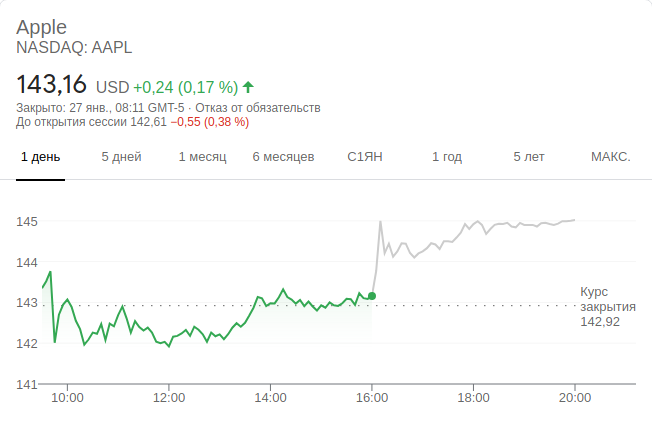 Apple
NASDAQ: AAPL
143,16 USD +0,24 (0,17 %)
Закрыто: 27 янв., 08:11 GMT-5 · Отказ от обязательств
До открытия сессии 142,61 −0,55 (0,38 %)
1 день 5 дней 1 месяц 6 месяцев С1ЯН 1 год 5 лет МАКС.
145
144
143
142
141
Курс
закрытия
142,92
10:00 12:00 14:00 16:00 18:00 20:00